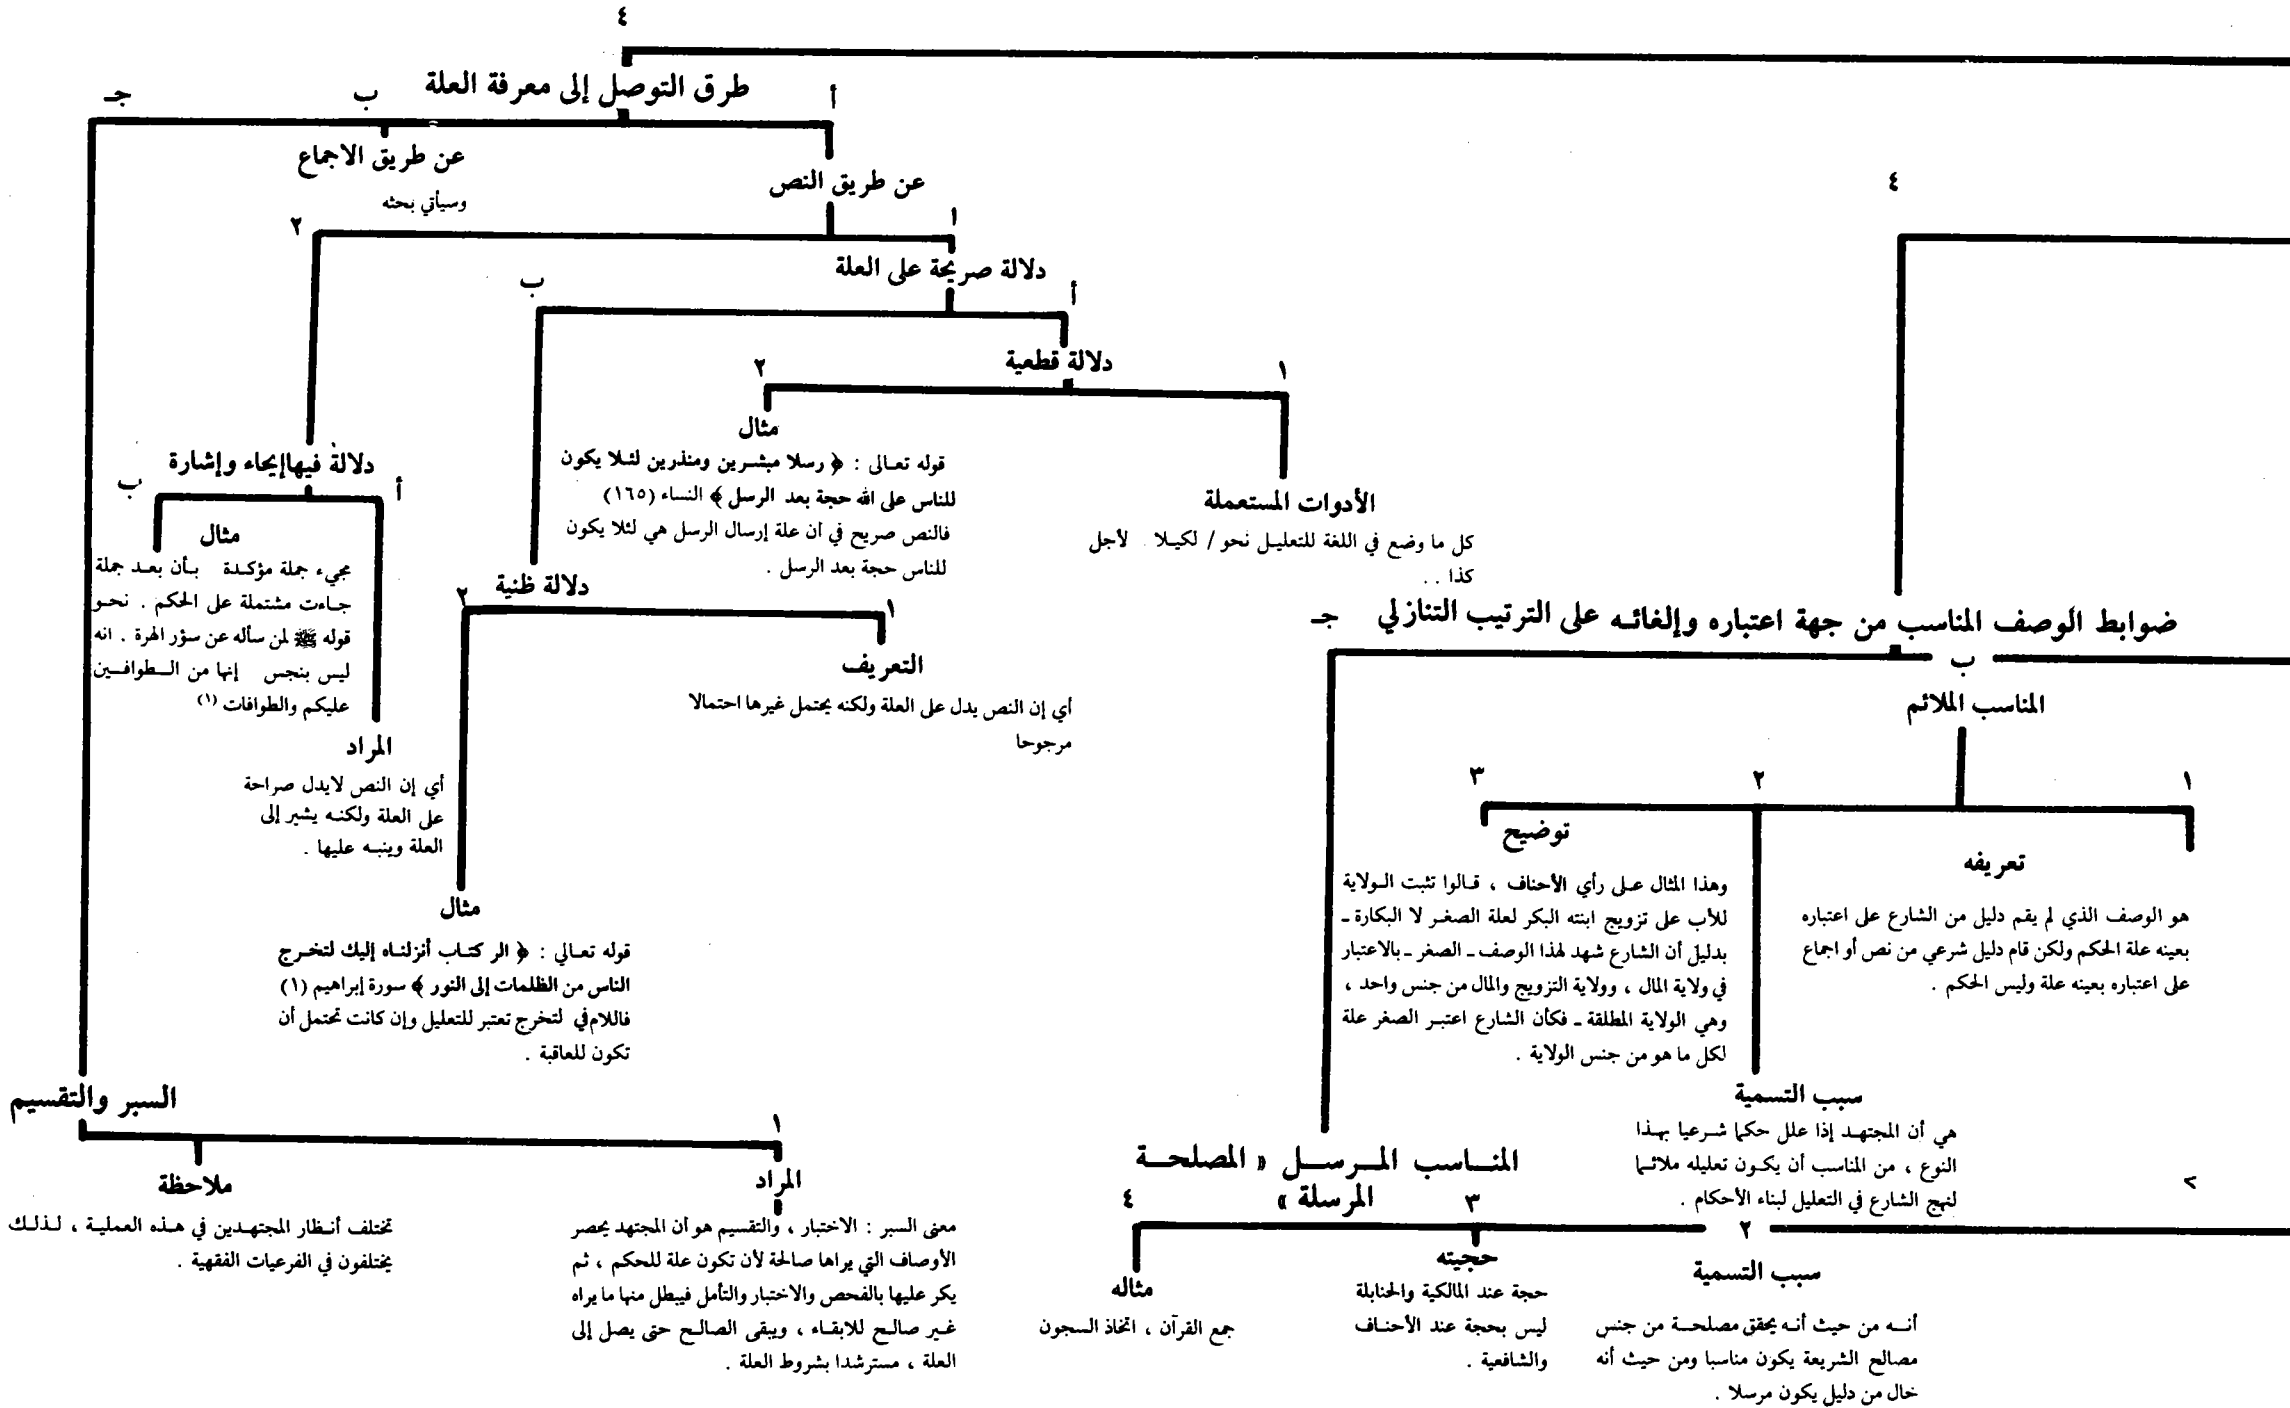 ٤
طرق التوصل إلى معرفة العلة
أ
ب
جـ
عن طريق النص
عن طريق الاجماع
وسيأتي بحثه
١
٢
دلالة صريحة على العلة
أ
ب
دلالة قطعية
١
٢
الأدوات المستعملة
كل ما وضع في اللغة للتعليل نحو / لكيلا لأجل
كذا . .
مثال
قوله تعالى : ﴿ رسلا مبشرين ومنذرين لئلا يكون
للناس على الله حجة بعد الرسل ﴾ النساء (١٦٥)
فالنص صريح في ان علة إرسال الرسل هي لئلا يكون
للناس حجة بعد الرسل .
دلالة ظنية
١
٢
التعريف
أي إن النص يدل على العلة ولكنه يحتمل غيرها احتمالا
مرجوحا
مثال
قوله تعالي : ﴿ الر كتاب أنزلناه إليك لتخرج
الناس من الظلمات إلى النور ﴾ سورة إبراهيم (١)
فاللام في لتخرج تعتبر للتعليل وإن كانت تحتمل أن
تكون للعاقبة .
دلالة فيها إيحاء وإشارة
أ
ب
المراد
أي إن النص لايدل صراحة
على العلة ولكنه يشير إلى
العلة وينبه عليها .
مثال
مجيء جملة مؤكدة بأن بعد جملة
جاءت مشتملة على الحكم . نحو
قوله ﷺ لمن سأله عن سؤر الهرة . انه
ليس بنجس إنها من الطوافين
عليكم والطوافات (١)
السبر والتقسيم
١
المراد
معنى السبر : الاختبار ، والتقسيم هو أن المجتهد يحصر
الأوصاف التي يراها صالحة لأن تكون علة للحكم ، ثم
يكر عليها بالفحص والاختبار والتأمل فيبطل منها ما يراه
غير صالح للابقاء ، ويبقى الصالح حتى يصل إلى
العلة ، مسترشدا بشروط العلة .
ملاحظة
تختلف أنظار المجتهدين في هذه العملية ، لذلك
يختلفون في الفرعيات الفقهية .
٤
ضوابط الوصف المناسب من جهة اعتباره وإلغائه على الترتيب التنازلي
ب
جـ
المناسب الملائم
١
٢
٣
تعريفه
هو الوصف الذي لم يقم دليل من الشارع على اعتباره
بعينه علة الحكم ولكن قام دليل شرعي من نص أو اجماع
على اعتباره بعينه علة وليس الحكم .
سبب التسمية
هي أن المجتهد إذا علل حكما شرعيا بهذا
النوع ، من المناسب أن يكون تعليله ملائما
لنهج الشارع في التعليل لبناء الأحكام .
توضيح
وهذا المثال على رأي الأحناف ، قالوا تثبت الولاية
للأب على تزويج ابنته البكر لعلة الصغر لا البكارة ـ
بدليل أن الشارع شهد لهذا الوصف ـ الصغر ـ بالاعتبار
في ولاية المال ، وولاية التزويج والمال من جنس واحد ،
وهي الولاية المطلقة ـ فكأن الشارع اعتبر الصغر علة
لكل ما هو من جنس الولاية .
المناسب المرسل « المصلحة
المرسلة »
٢
٣
٤
سبب التسمية
أنه من حيث أنه يحقق مصلحة من جنس
مصالح الشريعة يكون مناسبا ومن حيث أنه
خال من دليل يكون مرسلا .
حجيته
حجة عند المالكية والحنابلة
ليس بحجة عند الأحناف
والشافعية .
مثاله
جمع القرآن ، اتخاذ السجون